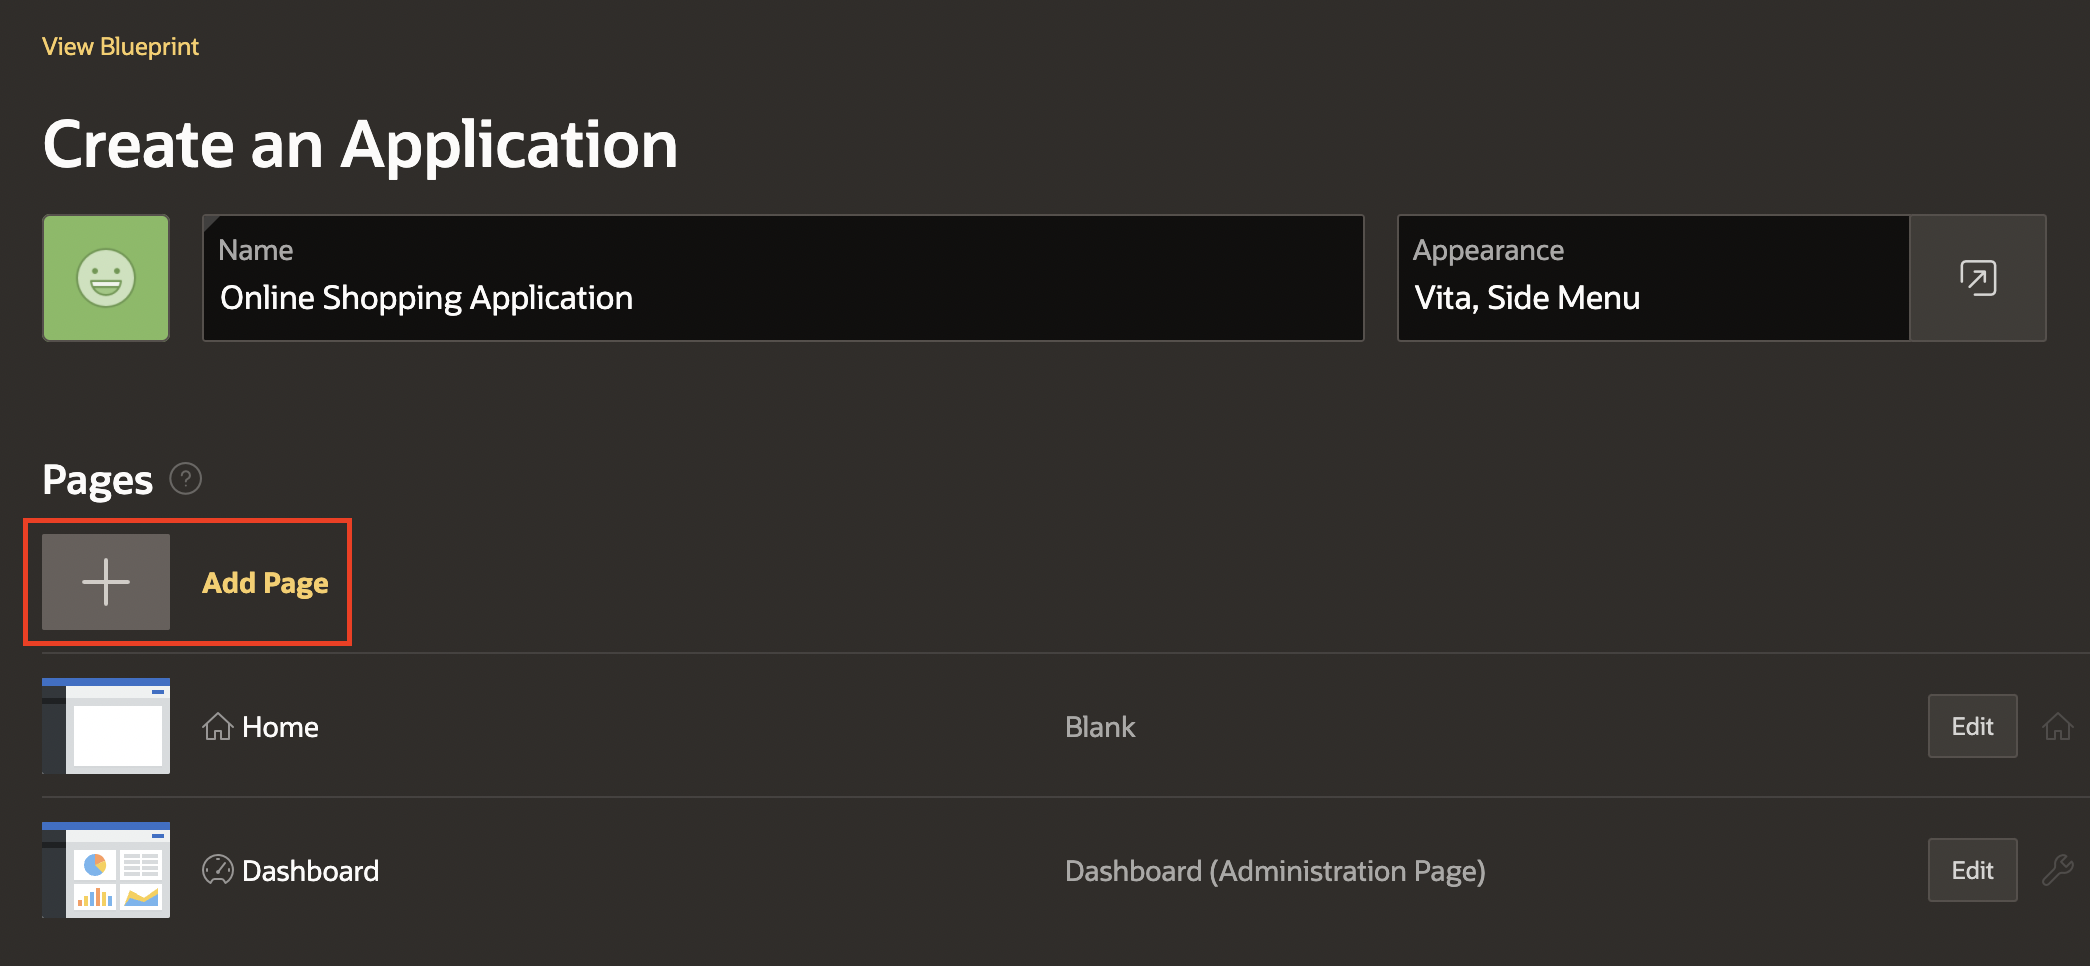 View Blueprint
Create an Application
Name
Online Shopping Application
Appearance
Vita, Side Menu
Pages ?
Add Page
Home Blank Edit
Dashboard Dashboard (Administration Page) Edit